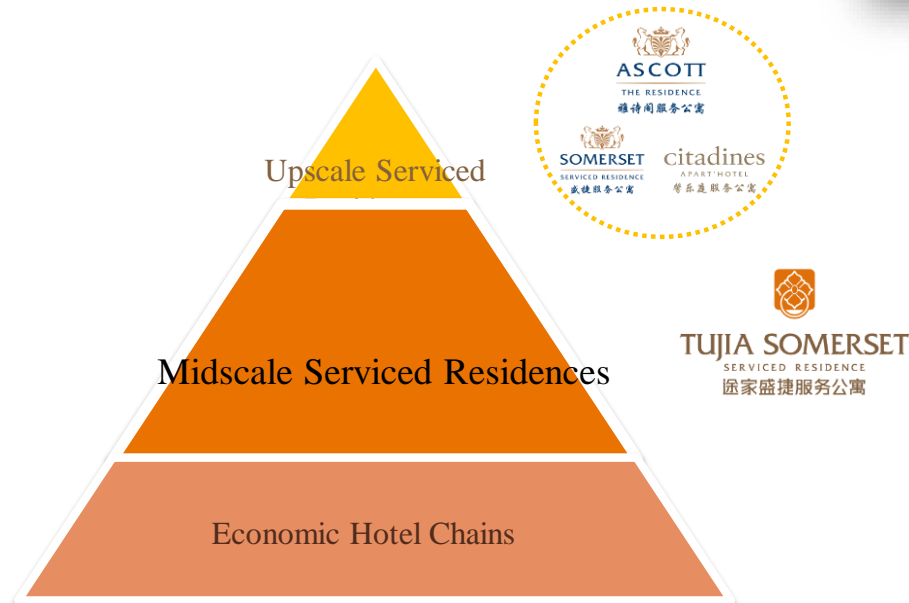 ASCOTT
THE RESIDENCE
雅诗阁服务公寓
SOMERSET
SERVICED RESIDENCE
盛捷服务公寓
citadines
APART'HOTEL
馨乐庭服务公寓
Upscale Serviced
TUJIA SOMERSET
SERVICED RESIDENCE
途家盛捷服务公寓
Midscale Serviced Residences
Economic Hotel Chains